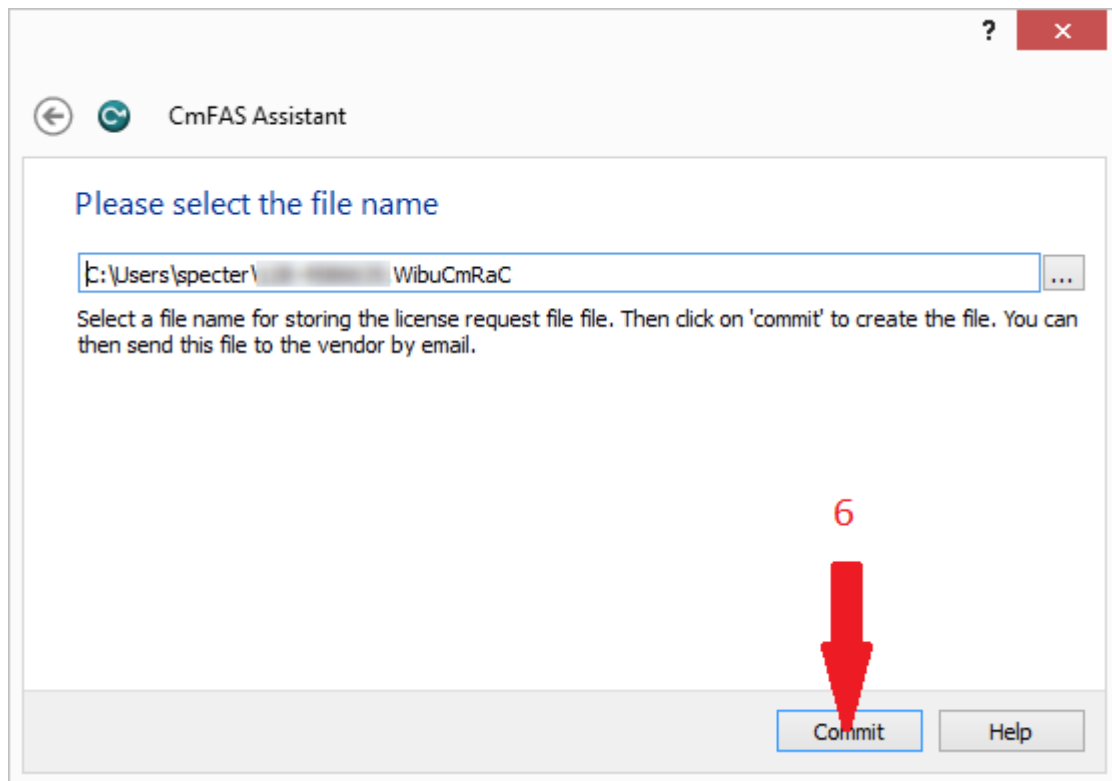 ?
CmFAS Assistant
Please select the file name
C:\Users\specter\ .WibuCmRaC
...
Select a file name for storing the license request file file. Then click on 'commit' to create the file. You can
then send this file to the vendor by email.
6
Commit
Help